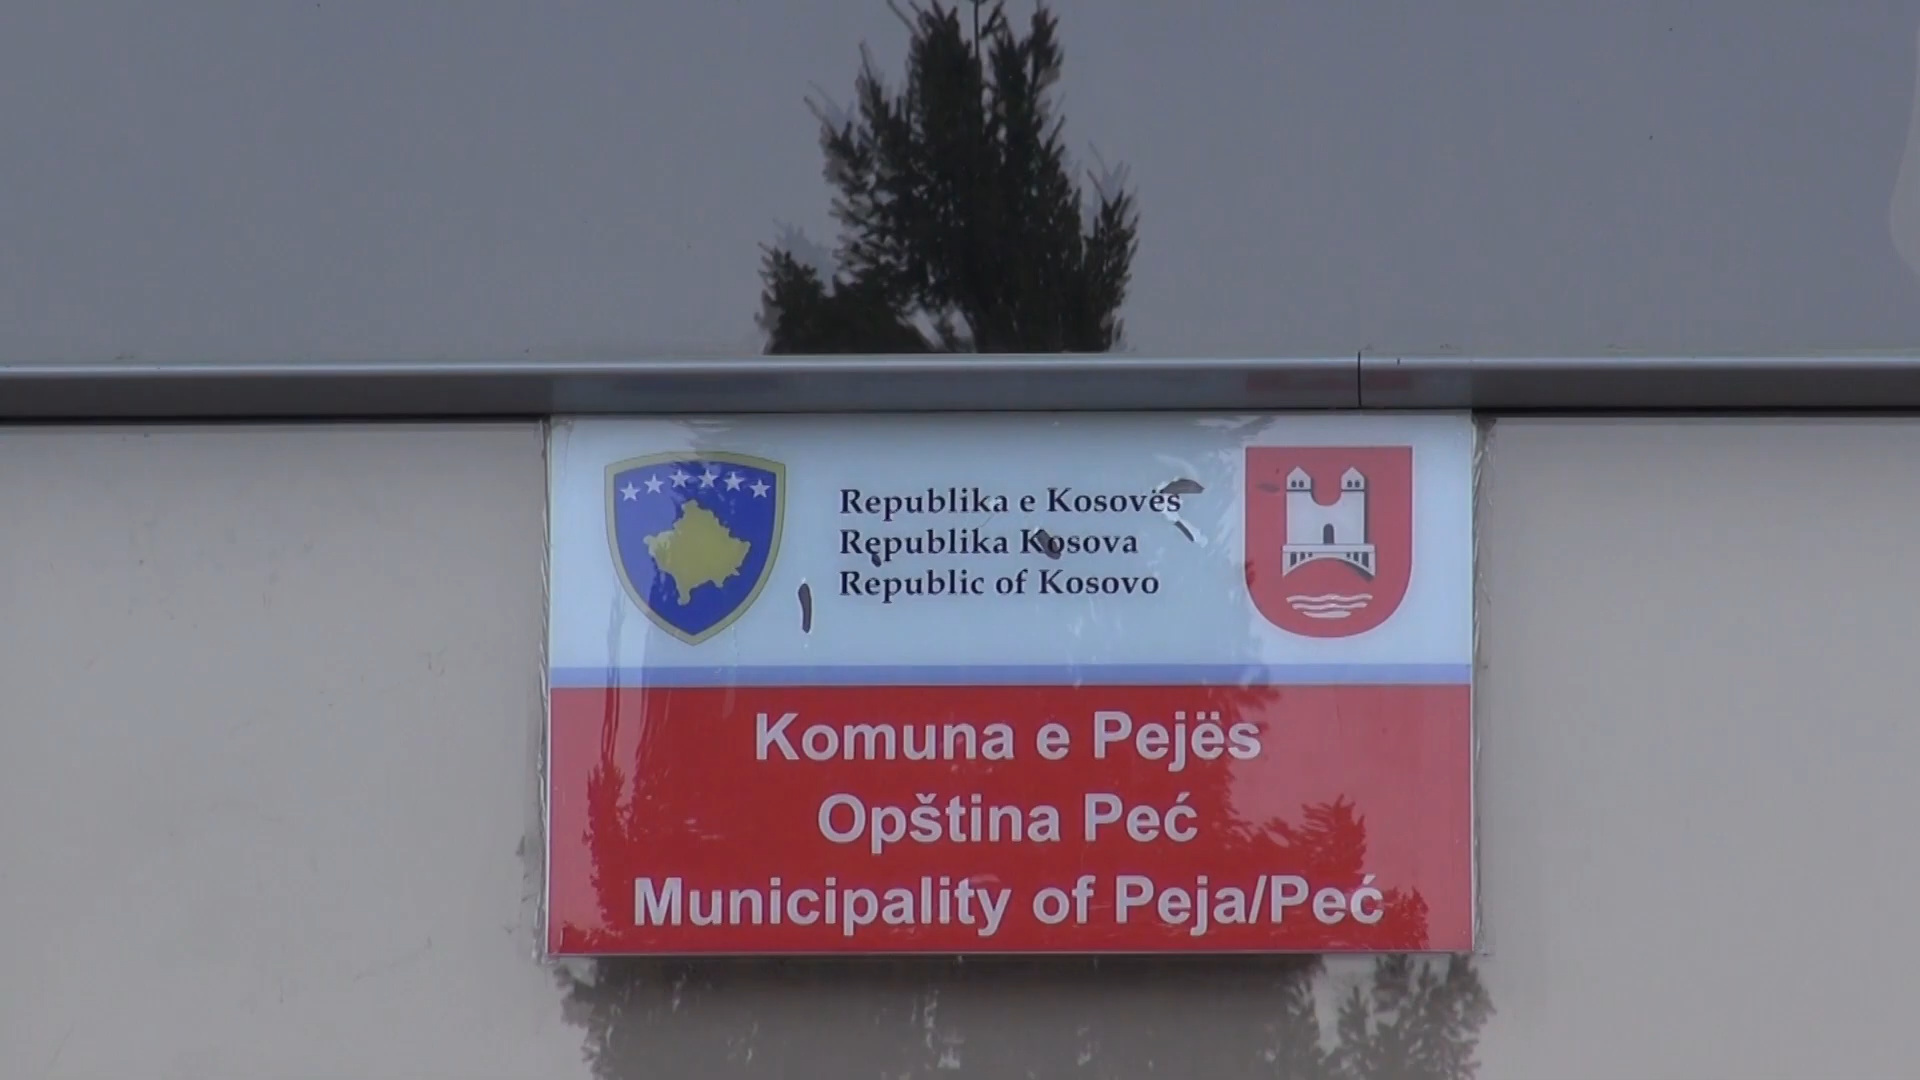 Republika e Kosovës
Republika Kosova
Republic of Kosovo
Komuna e Pejës
Opština Peć
Municipality of Peja/Peć